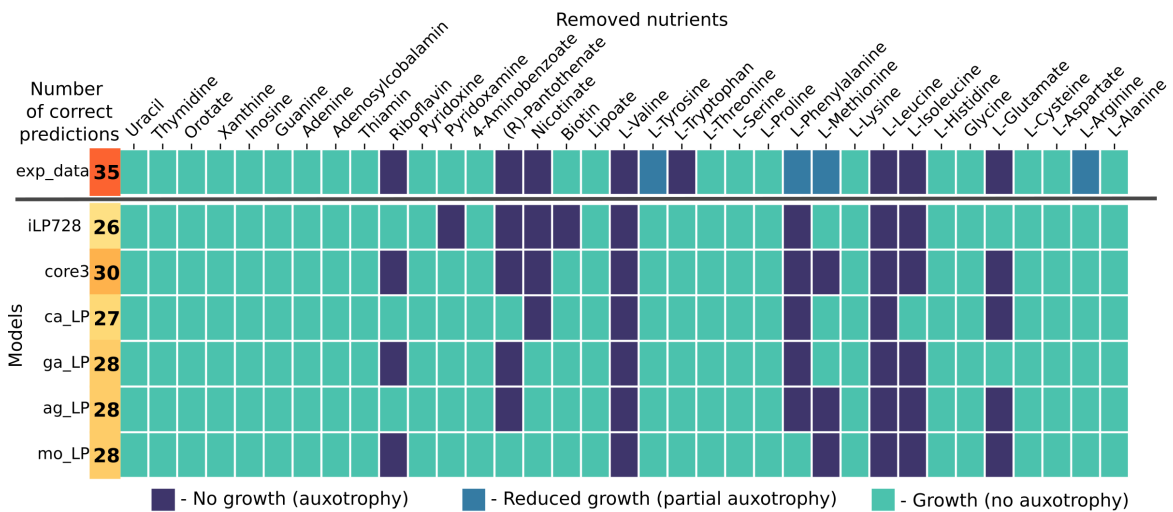 Removed nutrients
Number
of correct
predictions
Uracil
Thymidine
Orotate
Xanthine
Inosine
Guanine
Adenine
Adenosylcobalamin
Thiamin
Riboflavin
Pyridoxine
Pyridoxamine
4-Aminobenzoate
(R)-Pantothenate
Nicotinate
Biotin
Lipoate
L-Valine
L-Tyrosine
L-Tryptophan
L-Threonine
L-Serine
L-Proline
L-Phenylalanine
L-Methionine
L-Lysine
L-Leucine
L-Isoleucine
L-Histidine
Glycine
L-Glutamate
L-Cysteine
L-Aspartate
L-Arginine
L-Alanine
exp_data 35
Models
iLP728 26
core3 30
ca_LP 27
ga_LP 28
ag_LP 28
mo_LP 28
- No growth (auxotrophy) - Reduced growth (partial auxotrophy) - Growth (no auxotrophy)